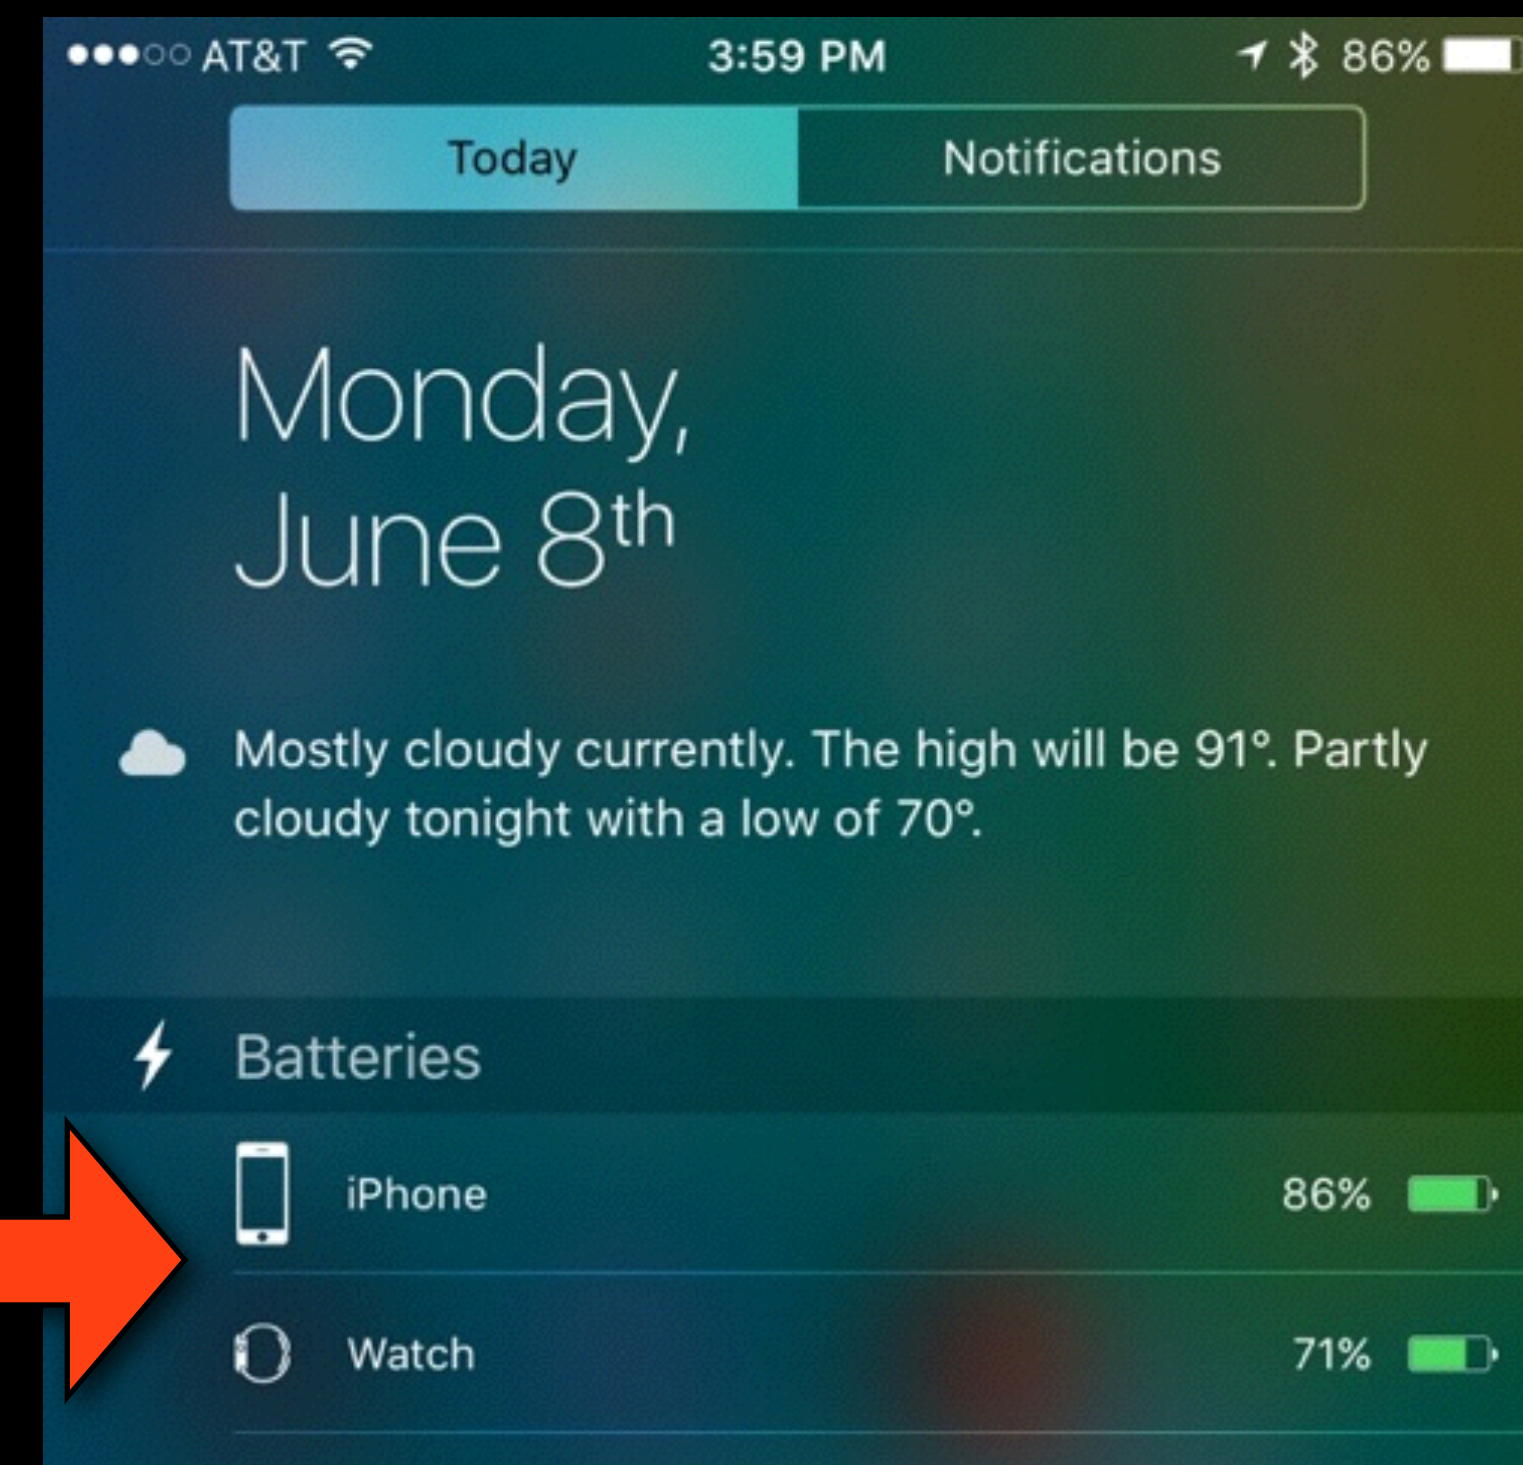 AT&T 3:59 PM 86%
Today Notifications
Monday,
June 8th
Mostly cloudy currently. The high will be 91°. Partly
cloudy tonight with a low of 70°.
Batteries
iPhone 86%
Watch 71%